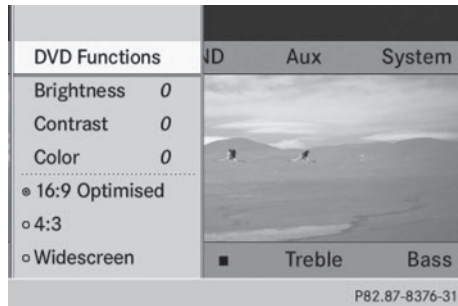 DVD Functions
ND Aux System
Brightness 0
Contrast 0
Color 0
16:9 Optimised
4:3
Widescreen
Treble Bass
P82.87-8376-31